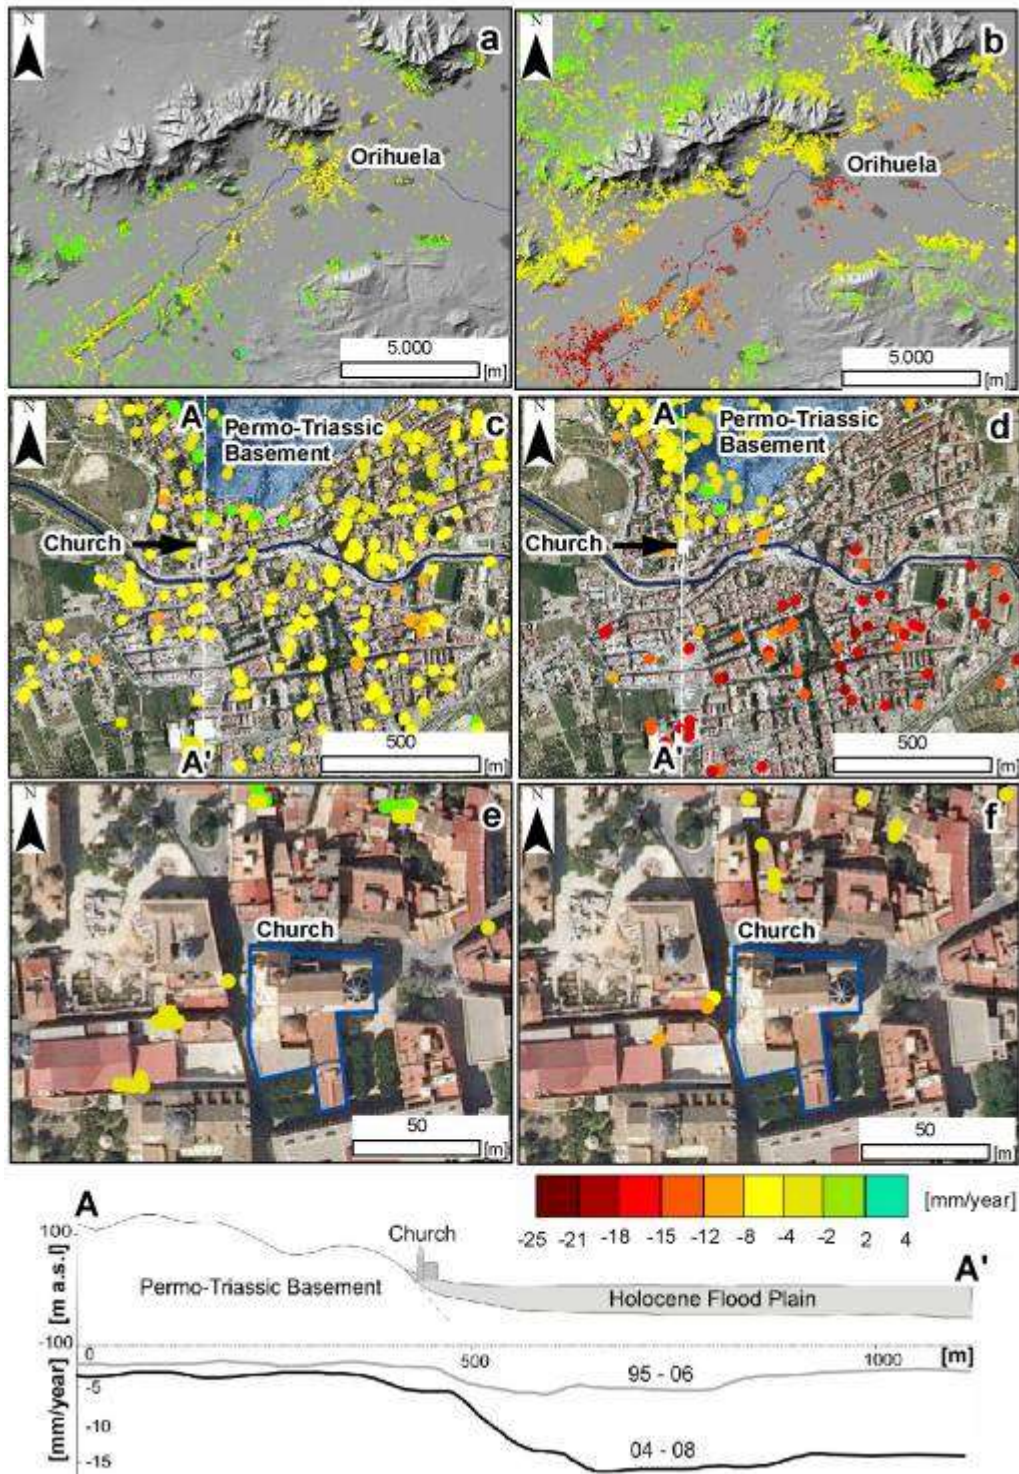 N
a
Orihuela
5.000
[m]
N
b
Orihuela
5.000
[m]
N
A
Permo-Triassic
Basement
c
Church
500
A'
[m]
N
A
Permo-Triassic
Basement
d
Church
500
A'
[m]
N
e
Church
50
[m]
N
f
Church
50
[m]
[mm/year]
-25 -21 -18 -15 -12 -8 -4 -2 2 4
A
100
[m a.s.l]
Church
A'
Permo-Triassic Basement
Holocene Flood Plain
-100
0
500
1000
[m]
95 - 06
[mm/year]
-5
-10
04 - 08
-15